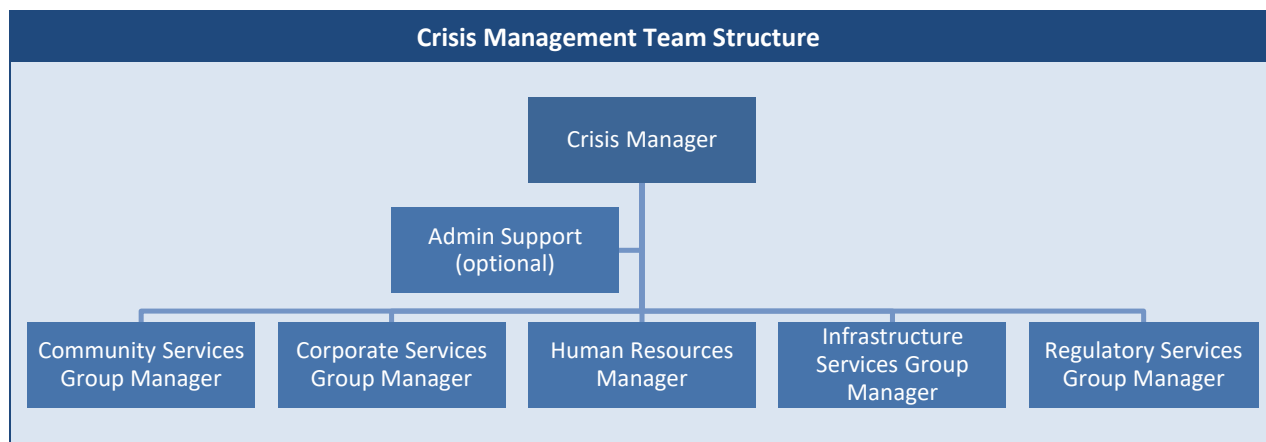 Crisis Management Team Structure
Crisis Manager
Admin Support
(optional)
Community Services
Group Manager
Corporate Services
Group Manager
Human Resources
Manager
Infrastructure
Services Group
Manager
Regulatory Services
Group Manager